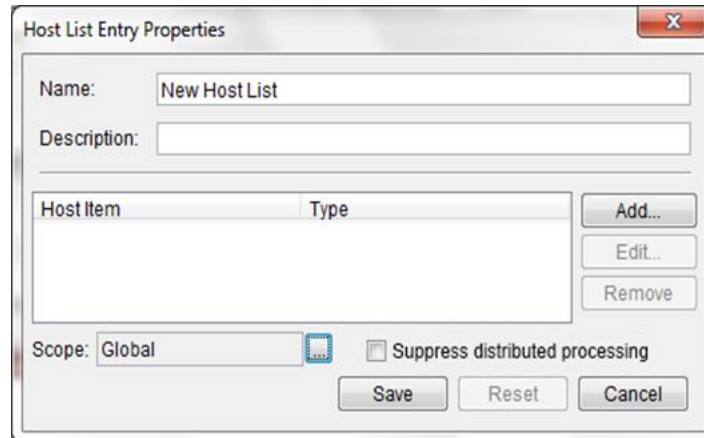 Host List Entry Properties
Name: New Host List
Description:
Host Item Type
Add...
Edit...
Remove
Scope: Global ... Suppress distributed processing
Save Reset Cancel